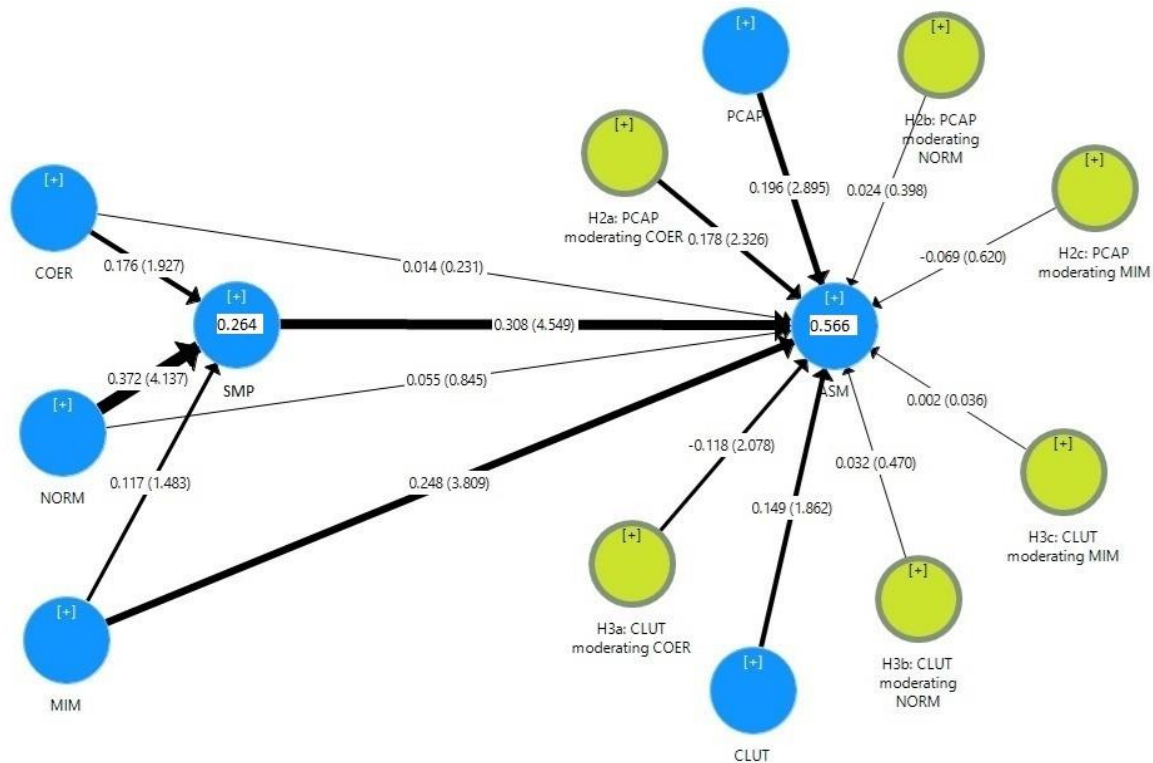 [+]
PCAP
[+]
H2b: PCAP
moderating
NORM
[+]
H2a: PCAP
moderating COER
[+]
H2c: PCAP
moderating MIM
[+]
COER
0.196 (2.895)
0.024 (0.398)
0.178 (2.326)
-0.069 (0.620)
0.176 (1.927)
0.014 (0.231)
[+]
0.264
SMP
0.308 (4.549)
[+]
0.566
ASM
0.372 (4.137)
0.055 (0.845)
[+]
NORM
0.002 (0.036)
-0.118 (2.078)
0.032 (0.470)
0.117 (1.483)
0.248 (3.809)
0.149 (1.862)
[+]
H3c: CLUT
moderating MIM
[+]
H3a: CLUT
moderating COER
[+]
H3b: CLUT
moderating
NORM
[+]
MIM
[+]
CLUT